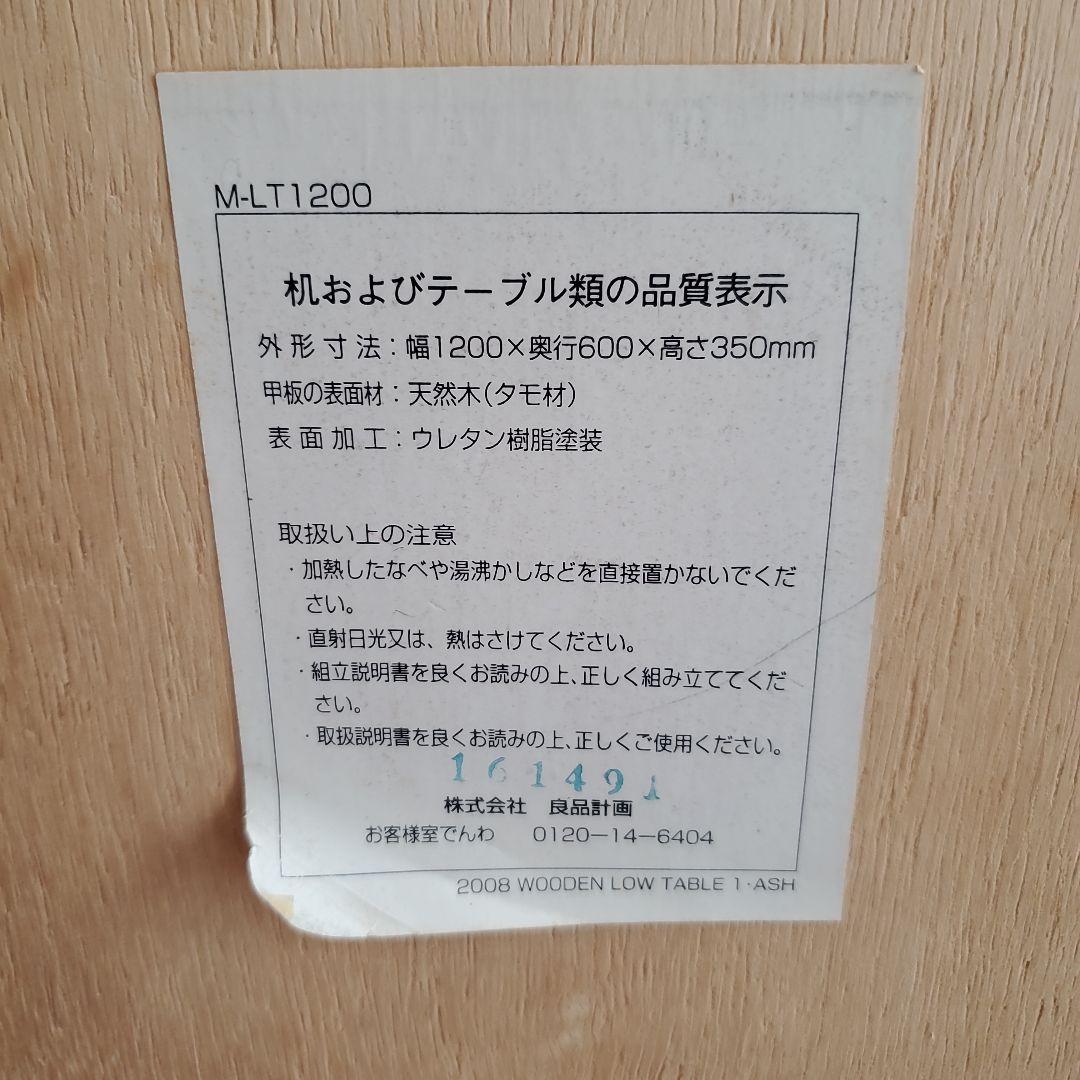 M-LT1200
机およびテーブル類の品質表示
外形寸法：幅1200×奥行600×高さ350mm
甲板の表面材：天然木（タモ材）
表面加工：ウレタン樹脂塗装
取扱い上の注意
・加熱したなべや湯沸かしなどを直接置かないでくだ
さい。
・直射日光又は、熱はさけてください。
・組立説明書を良くお読みの上、正しく組み立ててくだ
さい。
・取扱説明書を良くお読みの上、正しくご使用ください。
161491
株式会社 良品計画
お客様室でんわ 0120−14−6404
2008 WOODEN LOW TABLE 1・ASH